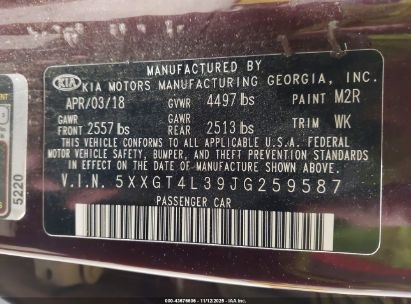 MANUFACTURED BY
KIA KIA MOTORS MANUFACTURING GEORGIA, INC.
APR/03/18 GVWR 4497 lbs PAINT M2R
GAWR GAWR
FRONT 2557 lbs REAR 2513 lbs TRIM WK
THIS VEHICLE CONFORMS TO ALL APPLICABLE U.S.A. FEDERAL
MOTOR VEHICLE SAFETY, BUMPER, AND THEFT PREVENTION
STANDARDS IN EFFECT ON THE DATE OF MANUFACTURE SHOWN ABOVE.
V.I.N. 5XXGT4L39JG259587
PASSENGER CAR
5220